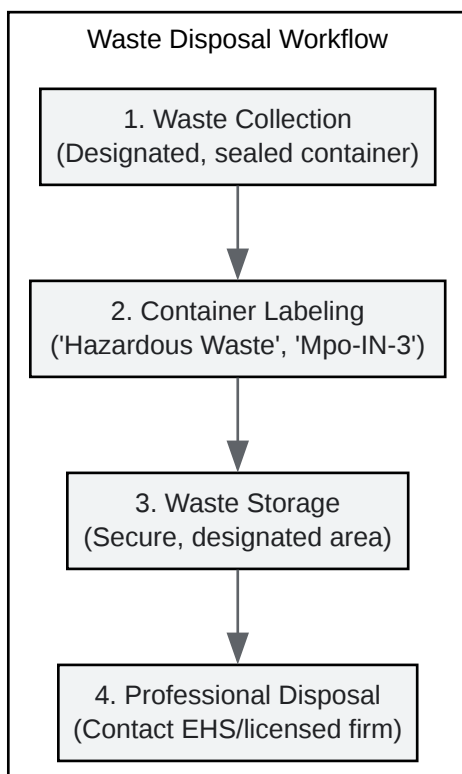 Waste Disposal Workflow
1. Waste Collection
(Designated, sealed container)
2. Container Labeling
('Hazardous Waste', 'Mpo-IN-3')
3. Waste Storage
(Secure, designated area)
4. Professional Disposal
(Contact EHS/licensed firm)